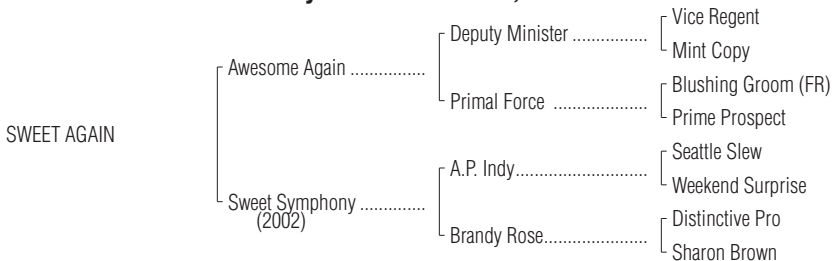 Vice Regent
Deputy Minister ................
Mint Copy
Awesome Again ................
Blushing Groom (FR)
Primal Force ....................
Prime Prospect
SWEET AGAIN
Seattle Slew
A.P. Indy............................
Weekend Surprise
Sweet Symphony ..............
(2002)
Distinctive Pro
Brandy Rose......................
Sharon Brown